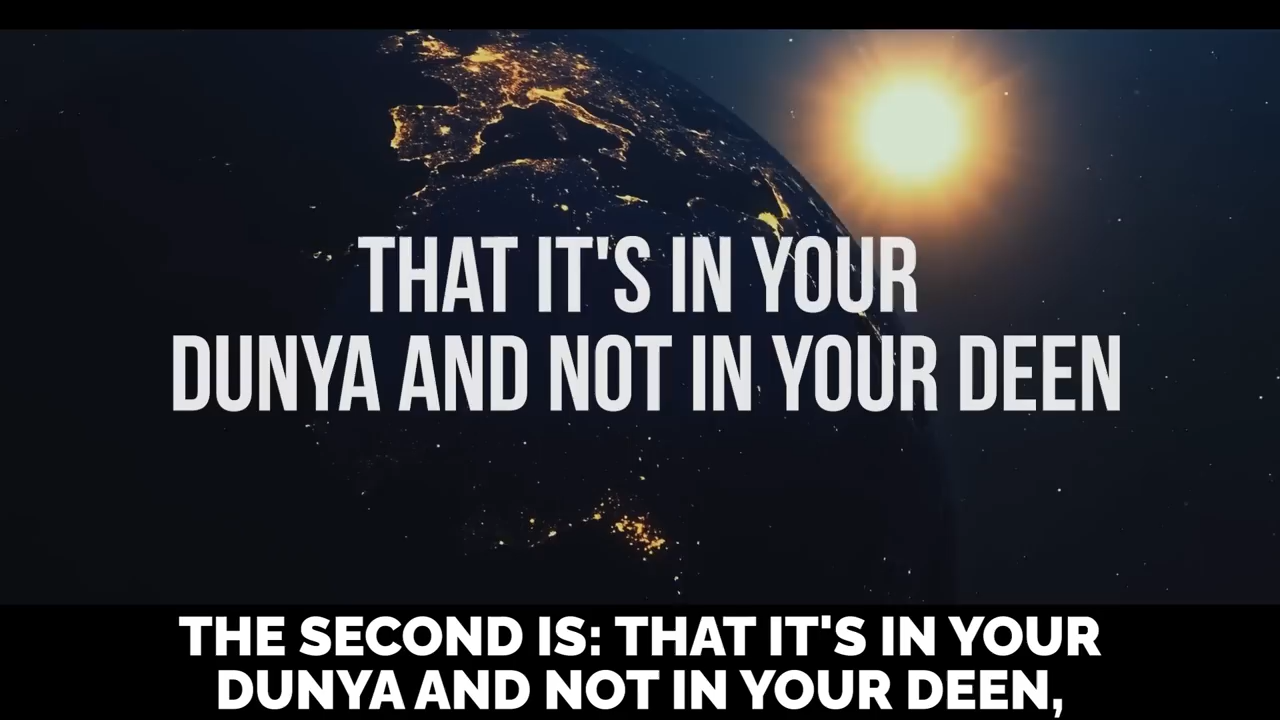 THAT IT'S IN YOUR
DUNYA AND NOT IN YOUR DEEN
THE SECOND IS: THAT IT'S IN YOUR
DUNYA AND NOT IN YOUR DEEN,